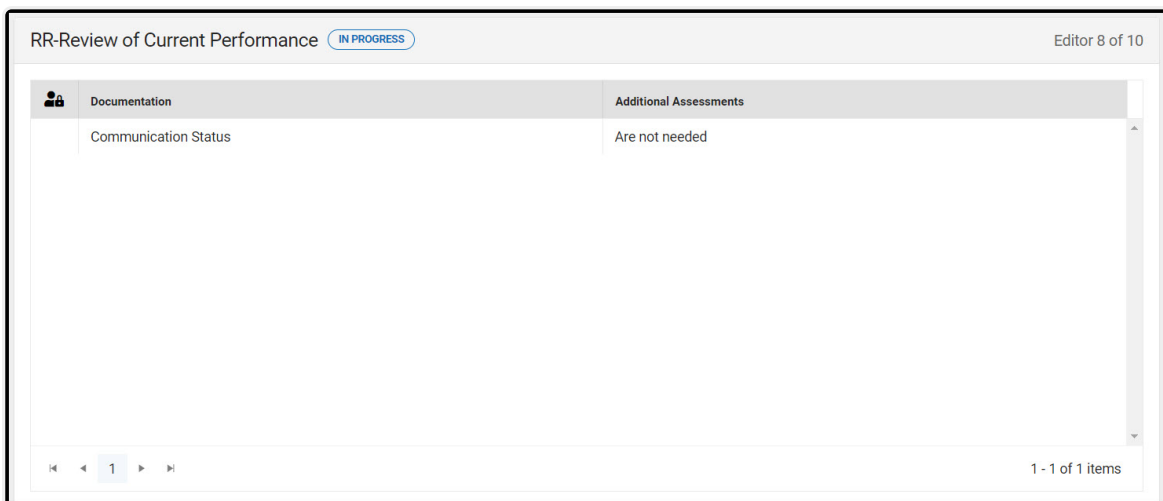 RR-Review of Current Performance IN PROGRESS Editor 8 of 10
Documentation Additional Assessments
Communication Status Are not needed
1 1 - 1 of 1 items